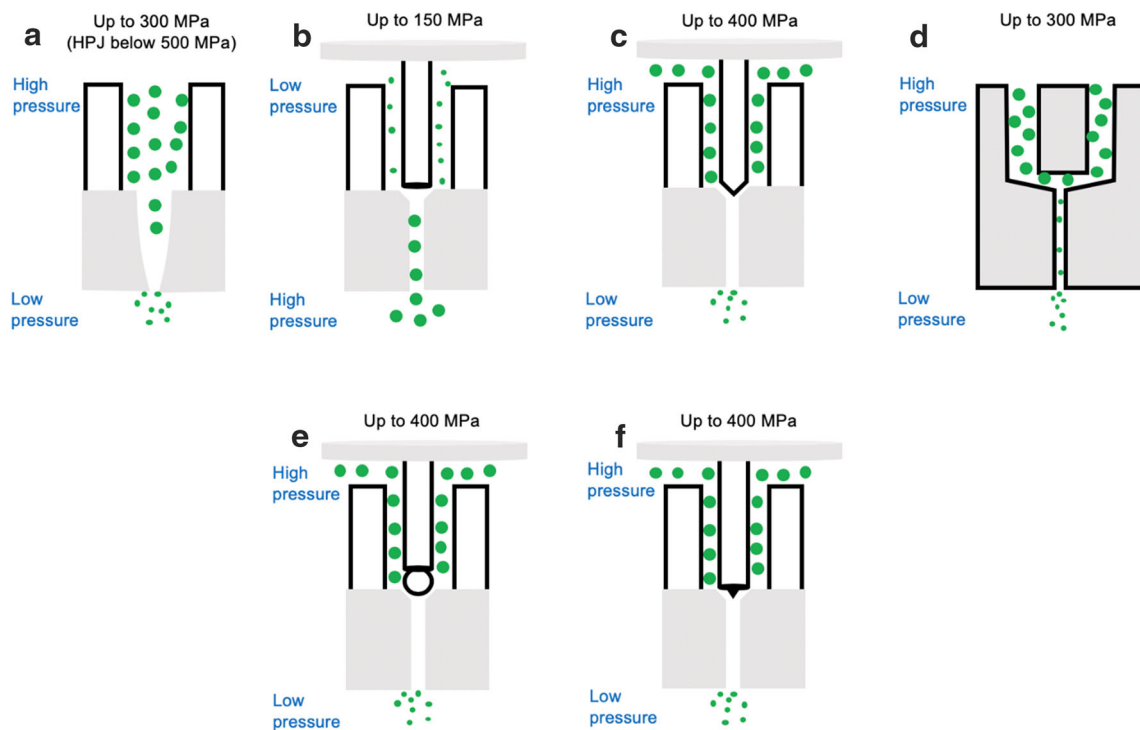 a
Up to 300 MPa
(HPJ below 500 MPa)
High
pressure
Low
pressure
b
Up to 150 MPa
Low
pressure
High
pressure
c
Up to 400 MPa
High
pressure
Low
pressure
d
Up to 300 MPa
High
pressure
Low
pressure
e
Up to 400 MPa
High
pressure
Low
pressure
f
Up to 400 MPa
High
pressure
Low
pressure